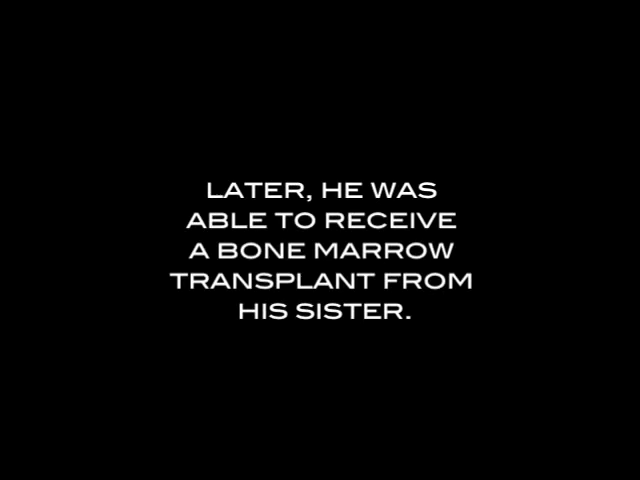 LATER, HE WAS
ABLE TO RECEIVE
A BONE MARROW
TRANSPLANT FROM
HIS SISTER.